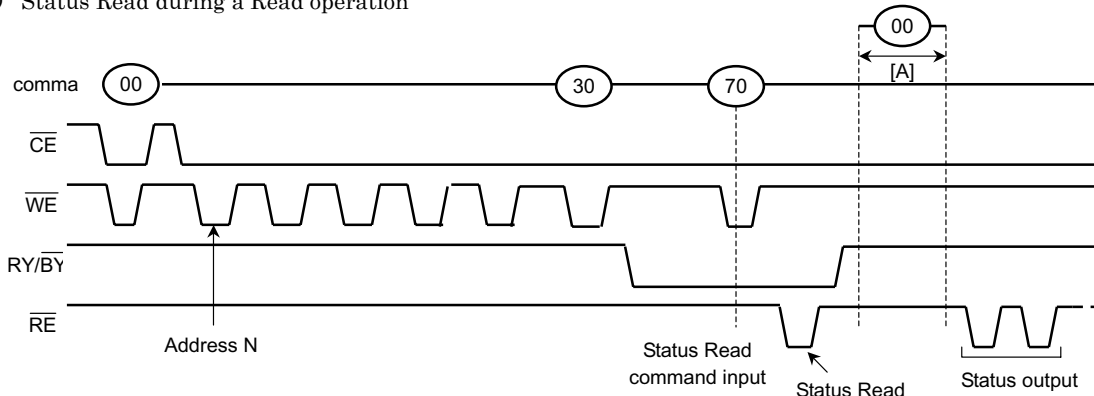 Status Read during a Read operation
00
[A]
comma 00 30 70
CE
WE
RY/BY
RE
Address N
Status Read
command input
Status Read
Status output